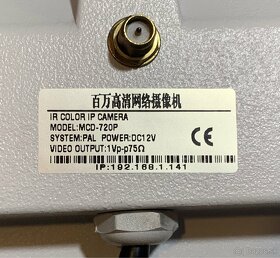 百万高清网络摄像机
IR COLOR IP CAMERA
MODEL:MCD-720P
SYSTEM:PAL POWER:DC12V
VIDEO OUTPUT:1Vp-p75Ω
CE
IP:192.168.1.141